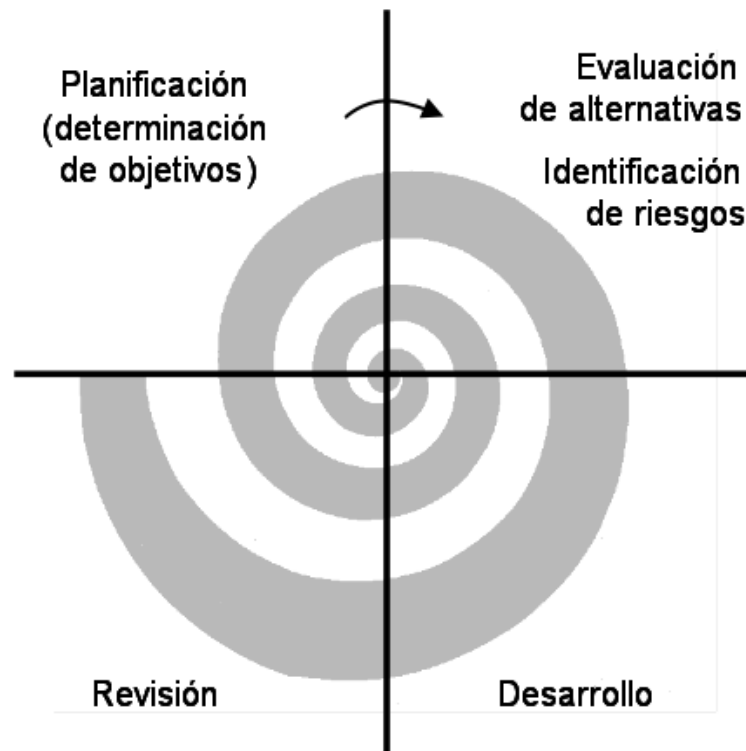 Planificación
(determinación
de objetivos)
Evaluación
de alternativas
Identificación
de riesgos
Revisión
Desarrollo